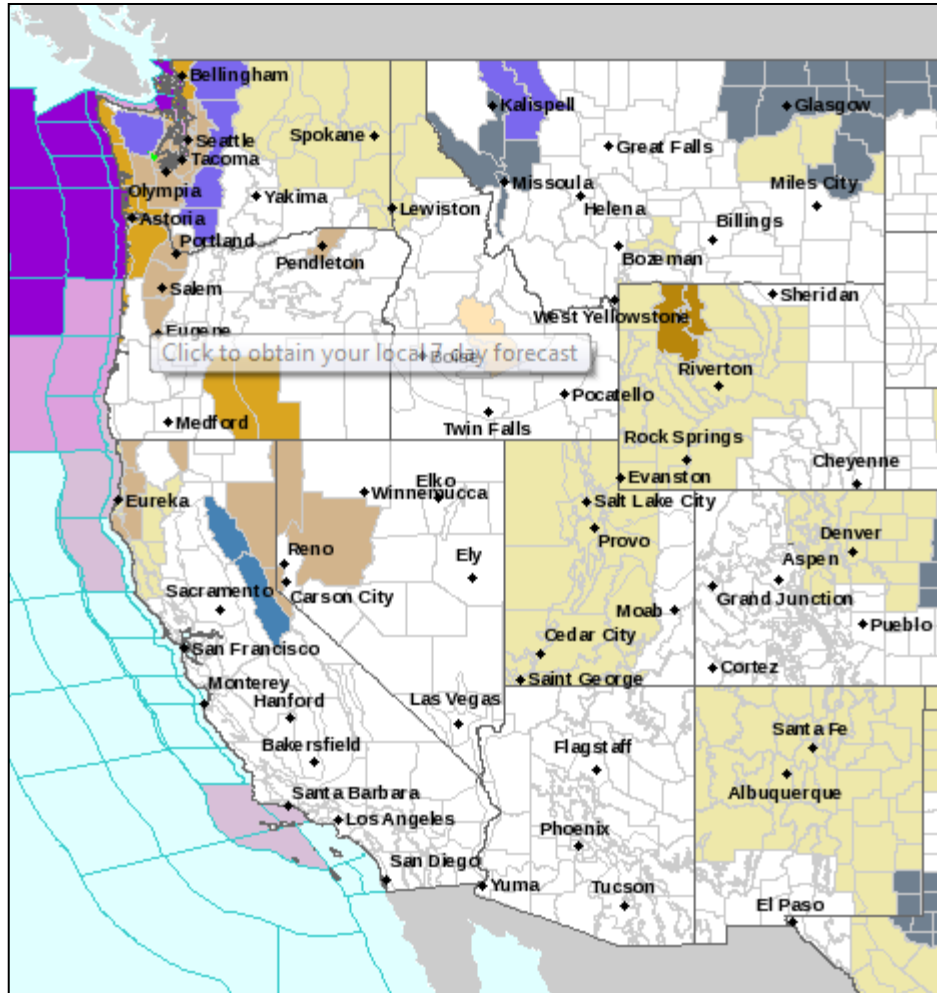 Bellingham
Kalispell
Glasgow
Seattle
Spokane
Great Falls
Tacoma
Olympia
Missoula
Miles City
Yakima
Helena
Lewiston
Astoria
Billings
Portland
Bozeman
Pendleton
Salem
Sheridan
West Yellowstone
Eugene
Click to obtain your local 7-day forecast
Boise
Riverton
Pocatello
Medford
Twin Falls
Rock Springs
Cheyenne
Elko
Evanston
Winnemucca
Eureka
Salt Lake City
Denver
Provo
Reno
Ely
Aspen
Sacramento
Carson City
Grand Junction
Moab
Pueblo
Cedar City
San Francisco
Cortez
Saint George
Monterey
Las Vegas
Hanford
Santa Fe
Bakersfield
Flagstaff
Albuquerque
Santa Barbara
Los Angeles
Phoenix
San Diego
Yuma
Tucson
El Paso